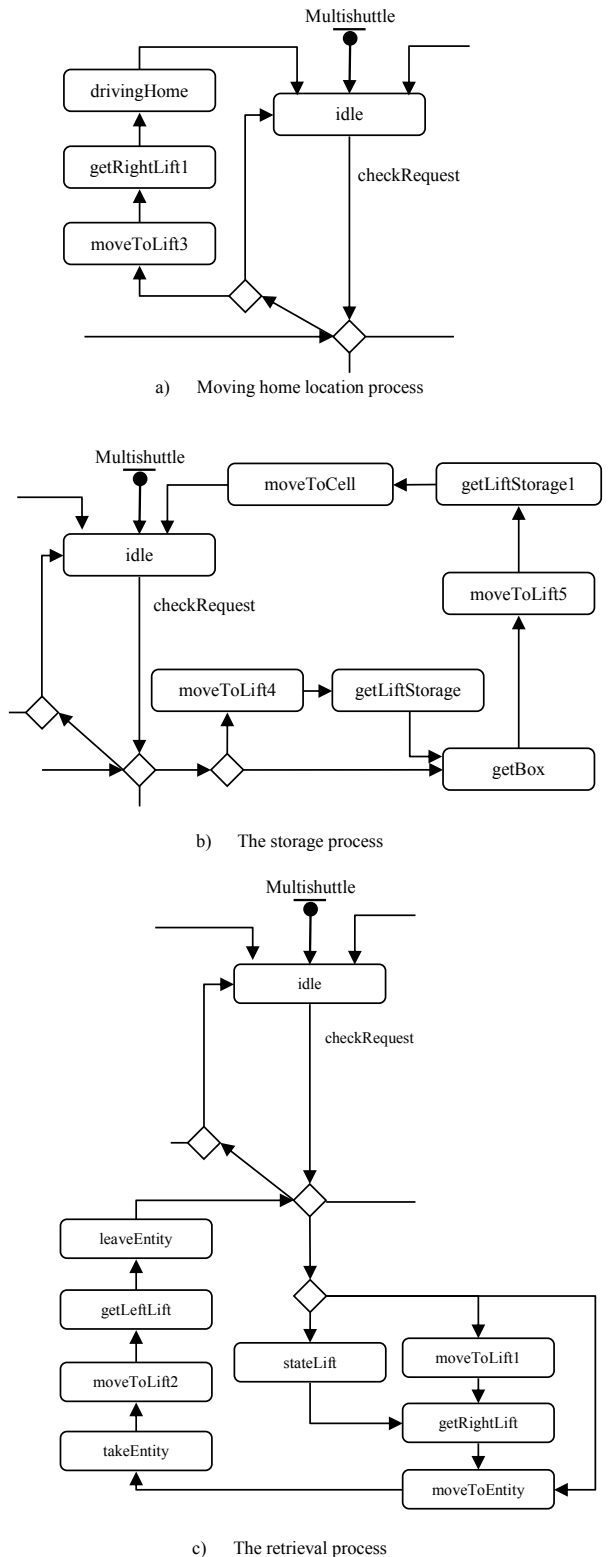 Multishuttle
drivingHome
idle
getRightLift1
checkRequest
moveToLift3
a) Moving home location process
Multishuttle
moveToCell
getLiftStorage1
idle
moveToLift5
checkRequest
moveToLift4
getLiftStorage
getBox
b) The storage process
Multishuttle
idle
checkRequest
leaveEntity
getLeftLift
stateLift
moveToLift1
moveToLift2
getRightLift
takeEntity
moveToEntity
c) The retrieval process